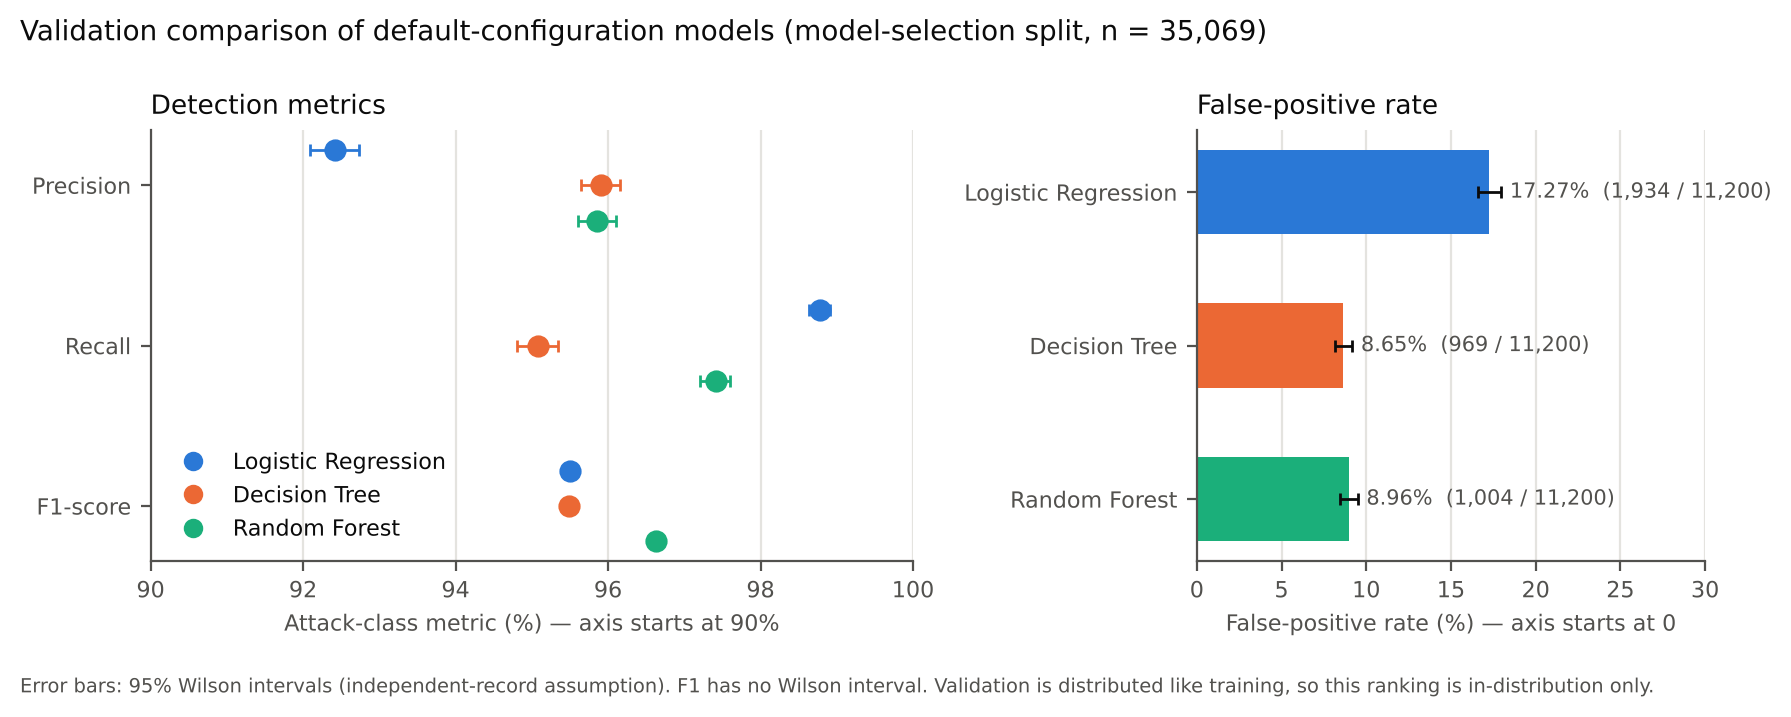 Validation comparison of default-configuration models (model-selection split, n = 35,069)
Detection metrics
Precision
Recall
F1-score
Logistic Regression
Decision Tree
Random Forest
90 92 94 96 98 100
Attack-class metric (%) — axis starts at 90%
False-positive rate
Logistic Regression 17.27% (1,934 / 11,200)
Decision Tree 8.65% (969 / 11,200)
Random Forest 8.96% (1,004 / 11,200)
0 5 10 15 20 25 30
False-positive rate (%) — axis starts at 0
Error bars: 95% Wilson intervals (independent-record assumption). F1 has no Wilson interval. Validation is distributed like training, so this ranking is in-distribution only.